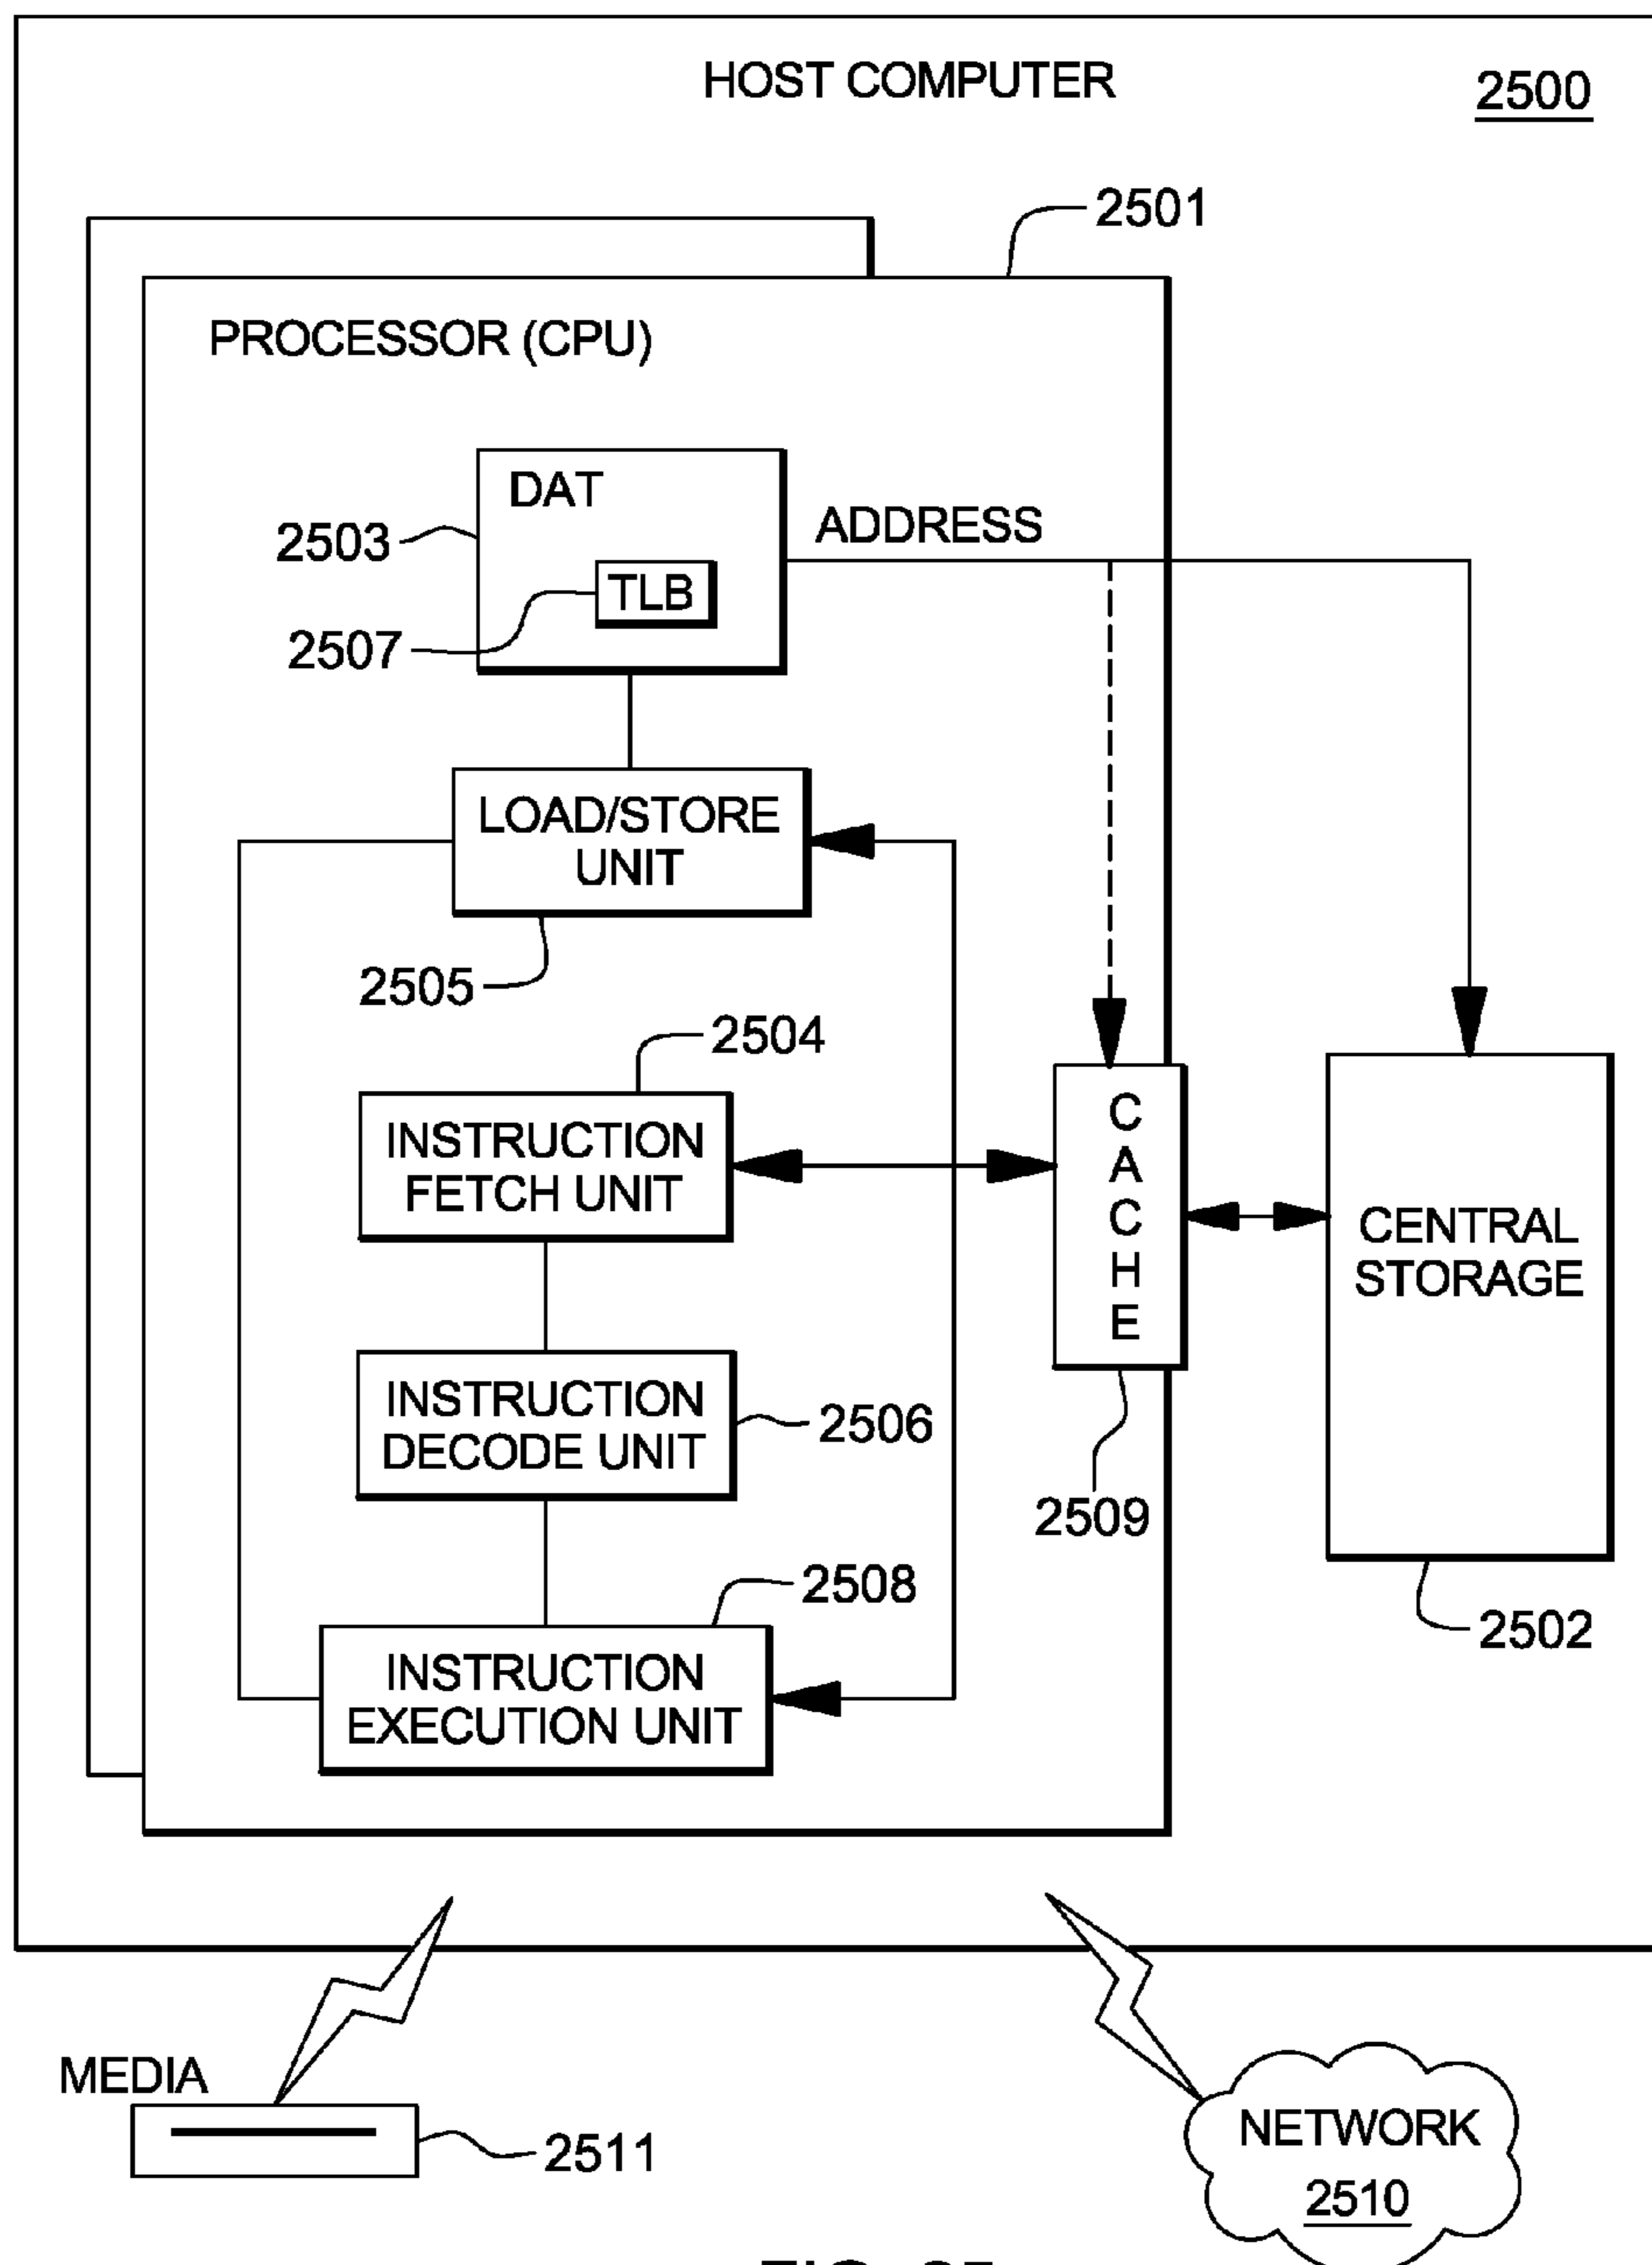 HOST COMPUTER
2500
2501
PROCESSOR (CPU)
DAT
ADDRESS
2503
TLB
2507
LOAD/STORE
UNIT
2505
2504
INSTRUCTION
FETCH UNIT
CACHE
CENTRAL
STORAGE
INSTRUCTION
DECODE UNIT
2506
2509
2508
2502
INSTRUCTION
EXECUTION UNIT
MEDIA
2511
NETWORK
2510